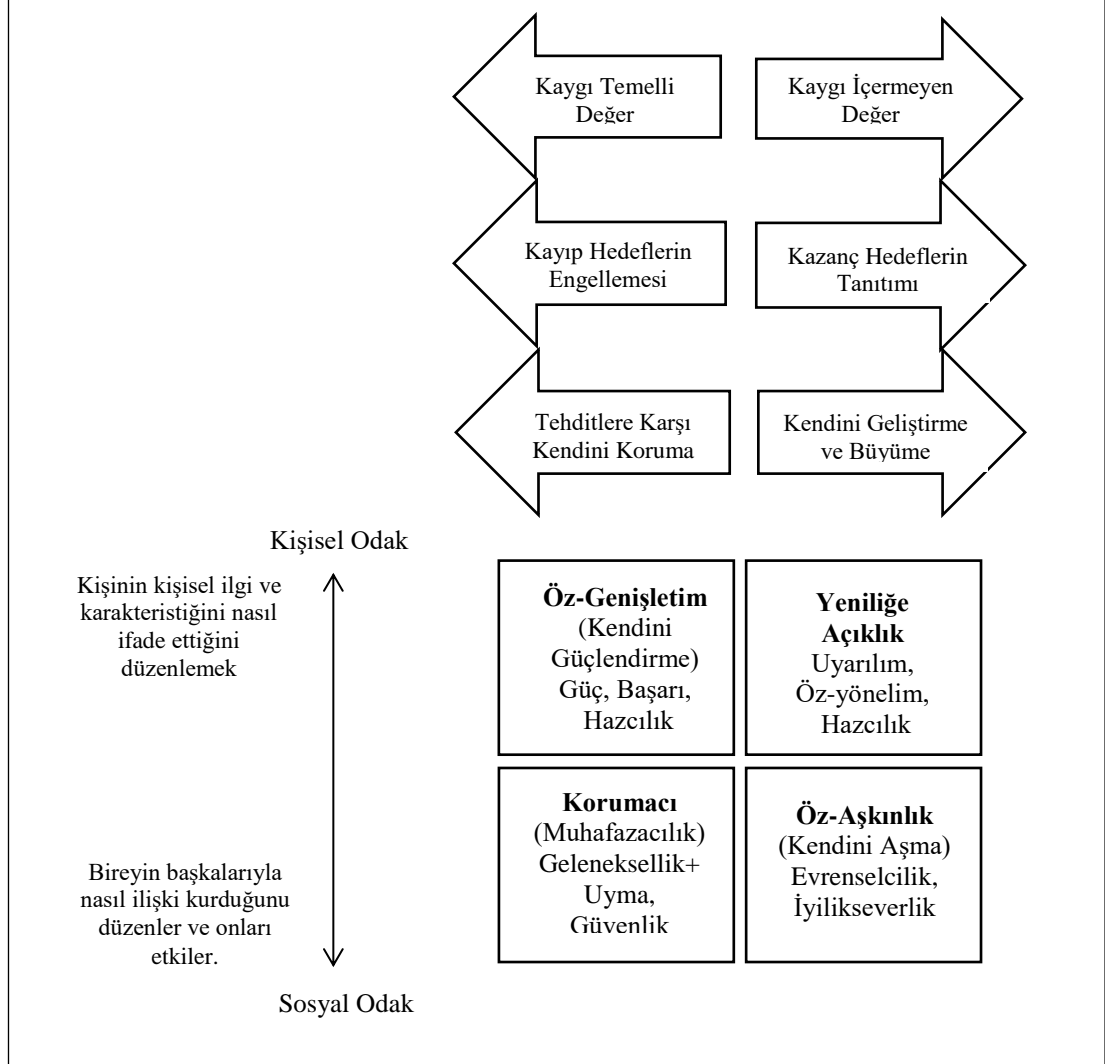 Kaygı Temelli
Değer
Kaygı İçermeyen
Değer
Kayıp Hedeflerin
Engellemesi
Kazanç Hedeflerin
Tanıtımı
Tehditlere Karşı
Kendini Koruma
Kendini Geliştirme
ve Büyüme
Kişisel Odak
Kişinin kişisel ilgi ve
karakteristiğini nasıl
ifade ettiğini
düzenlemek
Öz-Genişletim
(Kendini
Güçlendirme)
Güç, Başarı,
Hazcılık
Yeniliğe
Açıklık
Uyarılım,
Öz-yönelim,
Hazcılık
Bireyin başkalarıyla
nasıl ilişki kurduğunu
düzenler ve onları
etkiler.
Korumacı
(Muhafazacılık)
Geleneksellik+
Uyma,
Güvenlik
Öz-Aşkınlık
(Kendini Aşma)
Evrenselcilik,
İyilikseverlik
Sosyal Odak